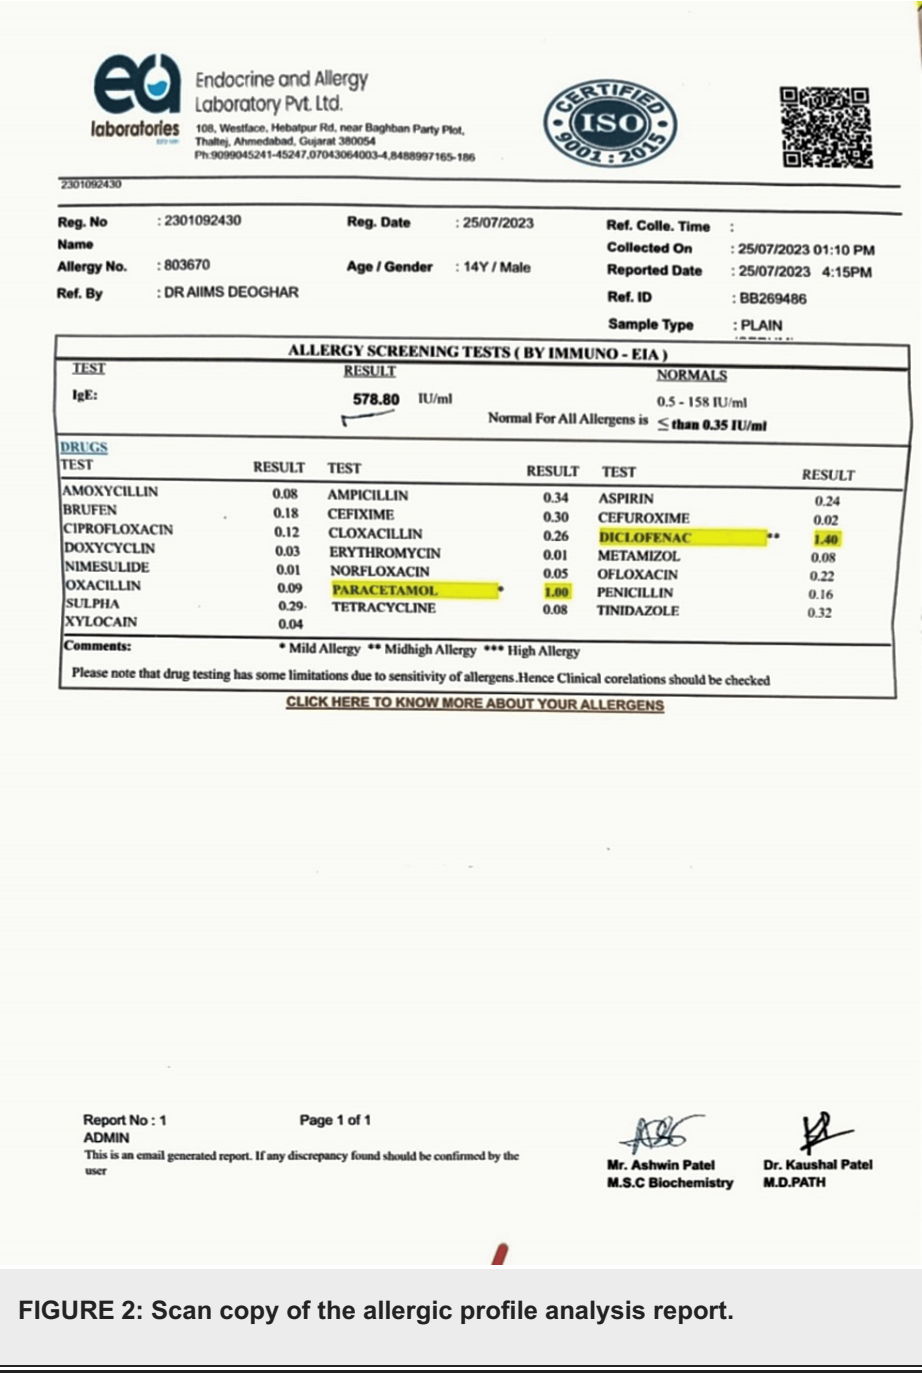 ea
laboratories
Endocrine and Allergy
Laboratory Pvt. Ltd.
108, Westface, Hebatpur Rd, near Baghban Party Plot,
Thaltej, Ahmedabad, Gujarat 380054
Ph:9099045241-45247,07043064003-4,8488997165-186
CERTIFIED
ISO
9001:2015
2301092430
Reg. No : 2301092430 Reg. Date : 25/07/2023 Ref. Colle. Time :
Name Collected On : 25/07/2023 01:10 PM
Allergy No. : 803670 Age / Gender : 14Y / Male Reported Date : 25/07/2023 4:15PM
Ref. By : DR AIIMS DEOGHAR Ref. ID : BB269486
Sample Type : PLAIN
ALLERGY SCREENING TESTS ( BY IMMUNO - EIA )
TEST RESULT NORMALS
IgE: 578.80 IU/ml 0.5 - 158 IU/ml
Normal For All Allergens is ≤ than 0.35 IU/ml
DRUGS
TEST RESULT TEST RESULT TEST RESULT
AMOXYCILLIN 0.08 AMPICILLIN 0.34 ASPIRIN 0.24
BRUFEN 0.18 CEFIXIME 0.30 CEFUROXIME 0.02
CIPROFLOXACIN 0.12 CLOXACILLIN 0.26 DICLOFENAC ** 1.40
DOXYCYCLIN 0.03 ERYTHROMYCIN 0.01 METAMIZOL 0.08
NIMESULIDE 0.01 NORFLOXACIN 0.05 OFLOXACIN 0.22
OXACILLIN 0.09 PARACETAMOL * 1.00 PENICILLIN 0.16
SULPHA 0.29 TETRACYCLINE 0.08 TINIDAZOLE 0.32
XYLOCAIN 0.04
Comments: * Mild Allergy ** Midhigh Allergy *** High Allergy
Please note that drug testing has some limitations due to sensitivity of allergens.Hence Clinical corelations should be checked
CLICK HERE TO KNOW MORE ABOUT YOUR ALLERGENS
Report No : 1 Page 1 of 1
ADMIN
This is an email generated report. If any discrepancy found should be confirmed by the
user
Mr. Ashwin Patel Dr. Kaushal Patel
M.S.C Biochemistry M.D.PATH
FIGURE 2: Scan copy of the allergic profile analysis report.